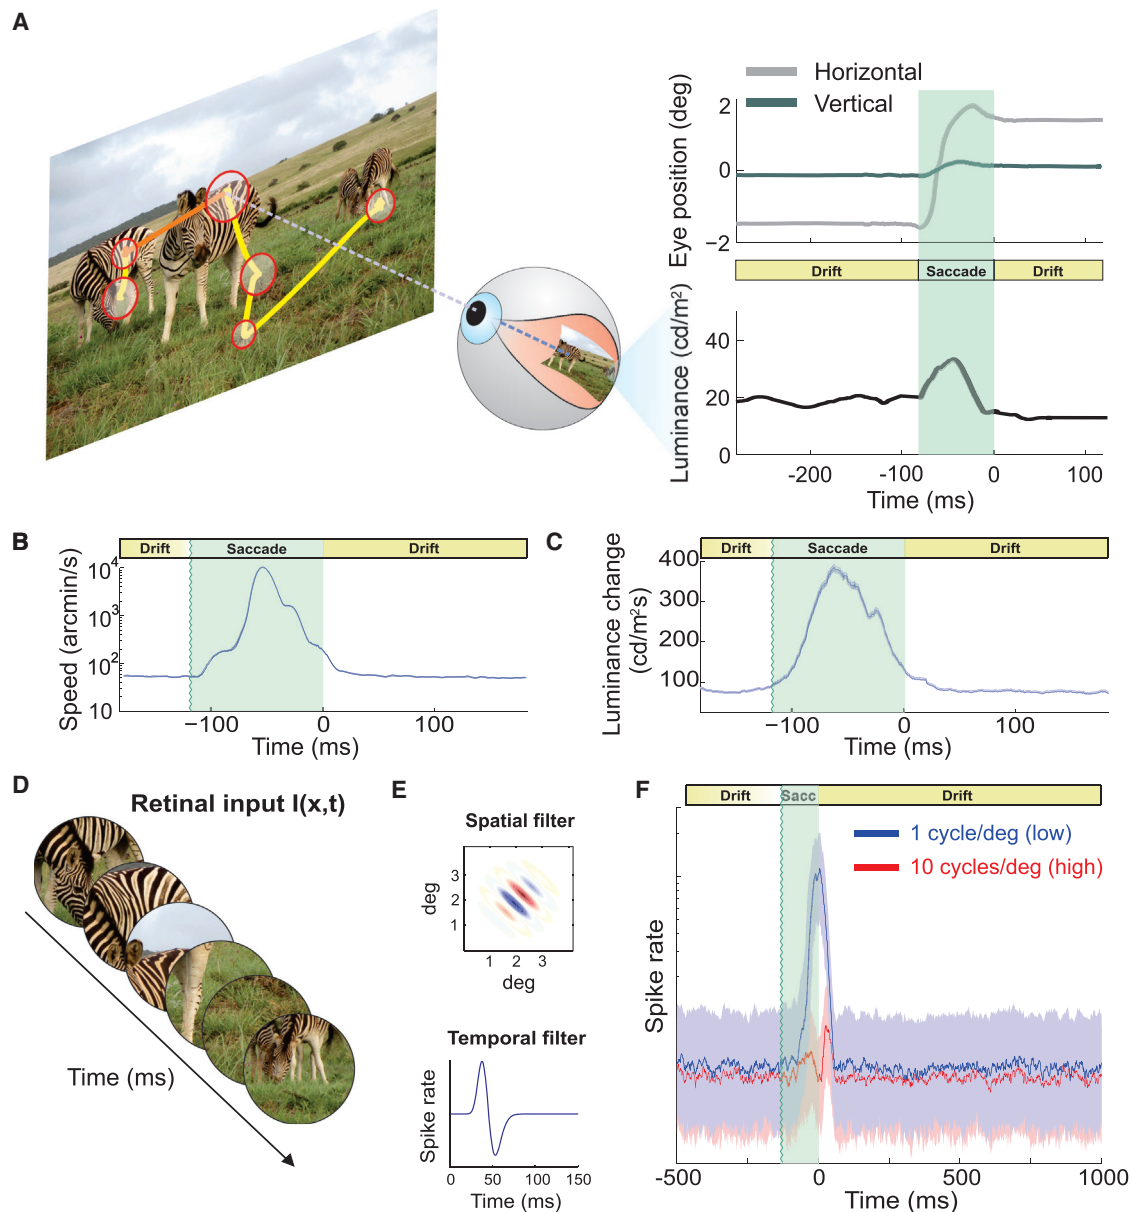 A
Horizontal
Vertical
Eye position (deg)
2
0
−2
Drift
Saccade
Drift
Luminance (cd/m²)
40
20
0
-200
-100
0
100
Time (ms)
B
Drift
Saccade
Drift
Speed (arcmin/s)
10⁴
10³
10²
10
−100
0
100
Time (ms)
C
Drift
Saccade
Drift
Luminance change
(cd/m²s)
400
300
200
100
−100
0
100
Time (ms)
D
Retinal input I(x,t)
Time (ms)
E
Spatial filter
deg
3
2
1
1 2 3
deg
Temporal filter
Spike rate
0 50 100 150
Time (ms)
F
Drift
Sacc
Drift
1 cycle/deg (low)
10 cycles/deg (high)
Spike rate
-500
0
500
1000
Time (ms)